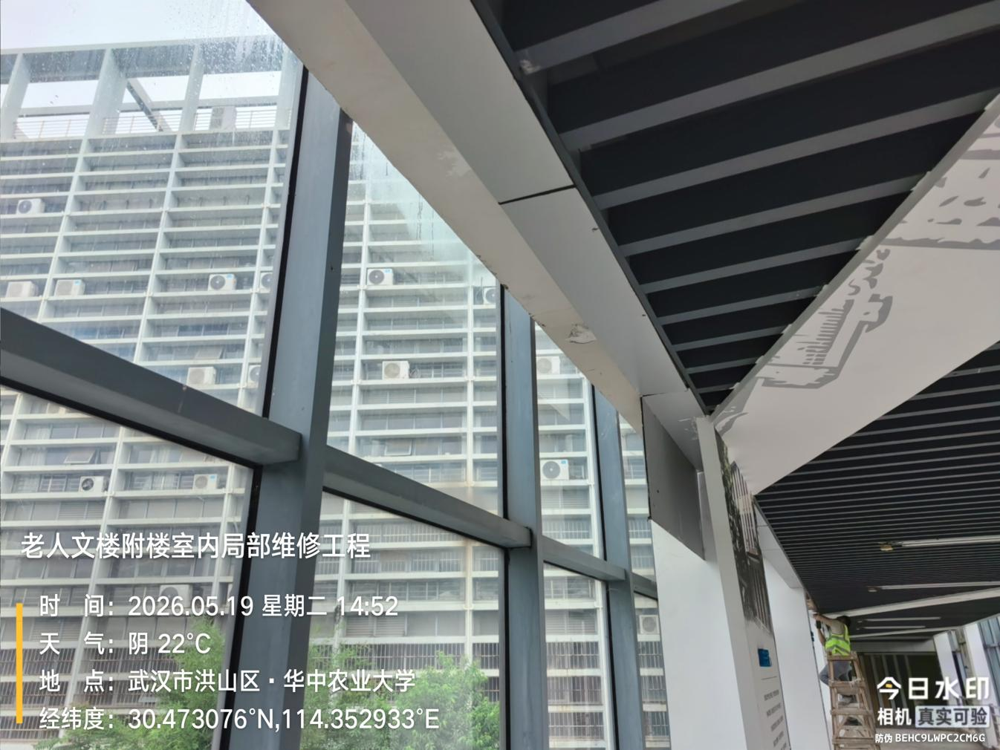 老人文楼附楼室内局部维修工程
时 间：2026.05.19 星期二 14:52
天 气：阴 22°C
地 点：武汉市洪山区·华中农业大学
经纬度：30.473076°N,114.352933°E
今日水印
相机 真实可验
防伪 BEHC9LWPC2CM6G